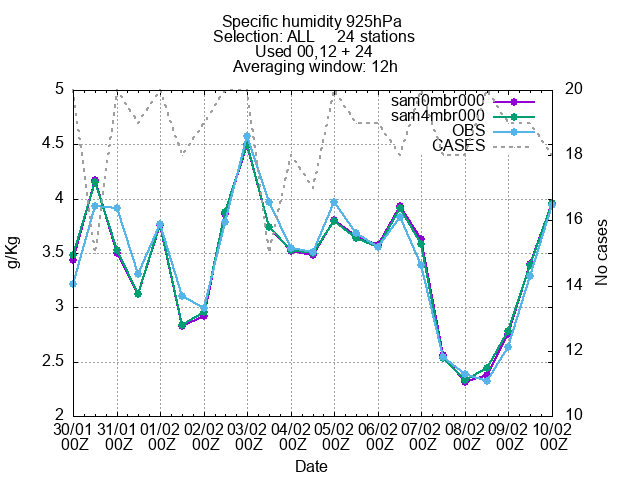 Specific humidity 925hPa
Selection: ALL 24 stations
Used 00,12 + 24
Averaging window: 12h
sam0mbr000
sam4mbr000
OBS
CASES
5
4.5
4
3.5
3
2.5
2
20
18
16
14
12
10
g/Kg
No cases
30/01 31/01 01/02 02/02 03/02 04/02 05/02 06/02 07/02 08/02 09/02 10/02
00Z 00Z 00Z 00Z 00Z 00Z 00Z 00Z 00Z 00Z 00Z 00Z
Date